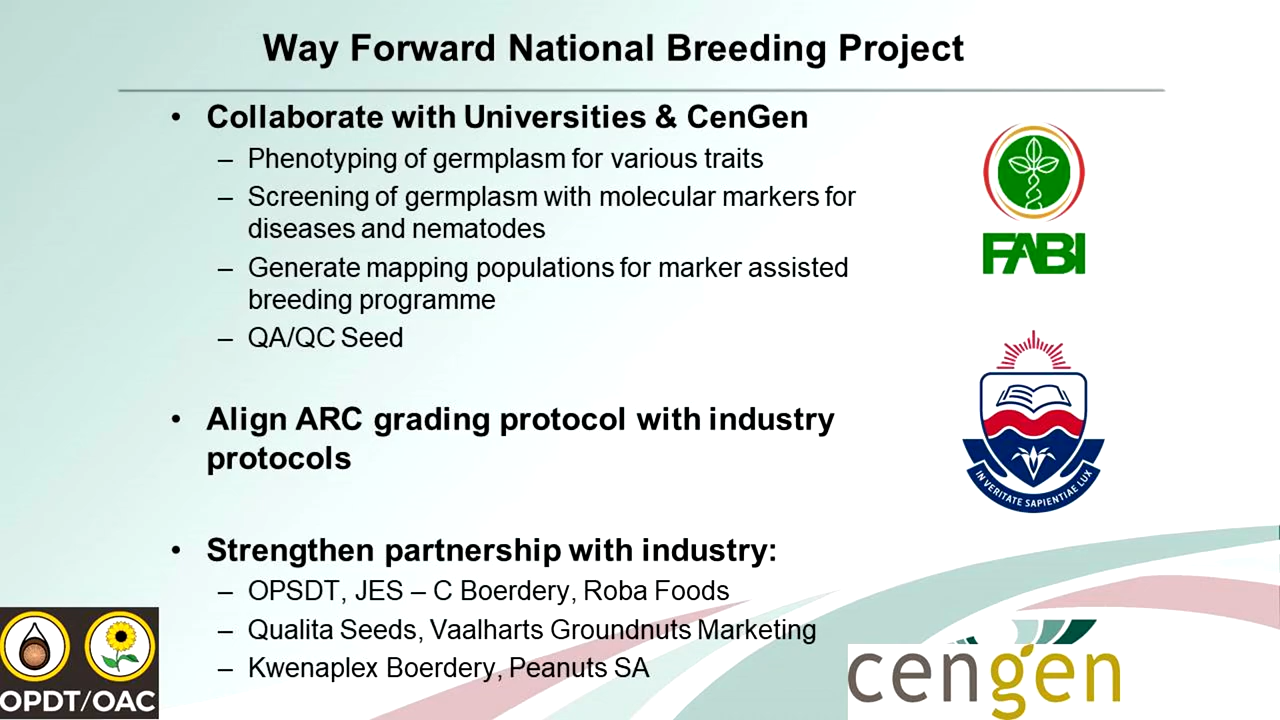 Way Forward National Breeding Project
• Collaborate with Universities & CenGen
– Phenotyping of germplasm for various traits
– Screening of germplasm with molecular markers for
diseases and nematodes
– Generate mapping populations for marker assisted
breeding programme
– QA/QC Seed
• Align ARC grading protocol with industry
protocols
• Strengthen partnership with industry:
– OPSDT, JES – C Boerdery, Roba Foods
– Qualita Seeds, Vaalharts Groundnuts Marketing
– Kwenaplex Boerdery, Peanuts SA
FABI
IN VERITATE SAPIENTIAE LUX
OPDT/OAC
cengen